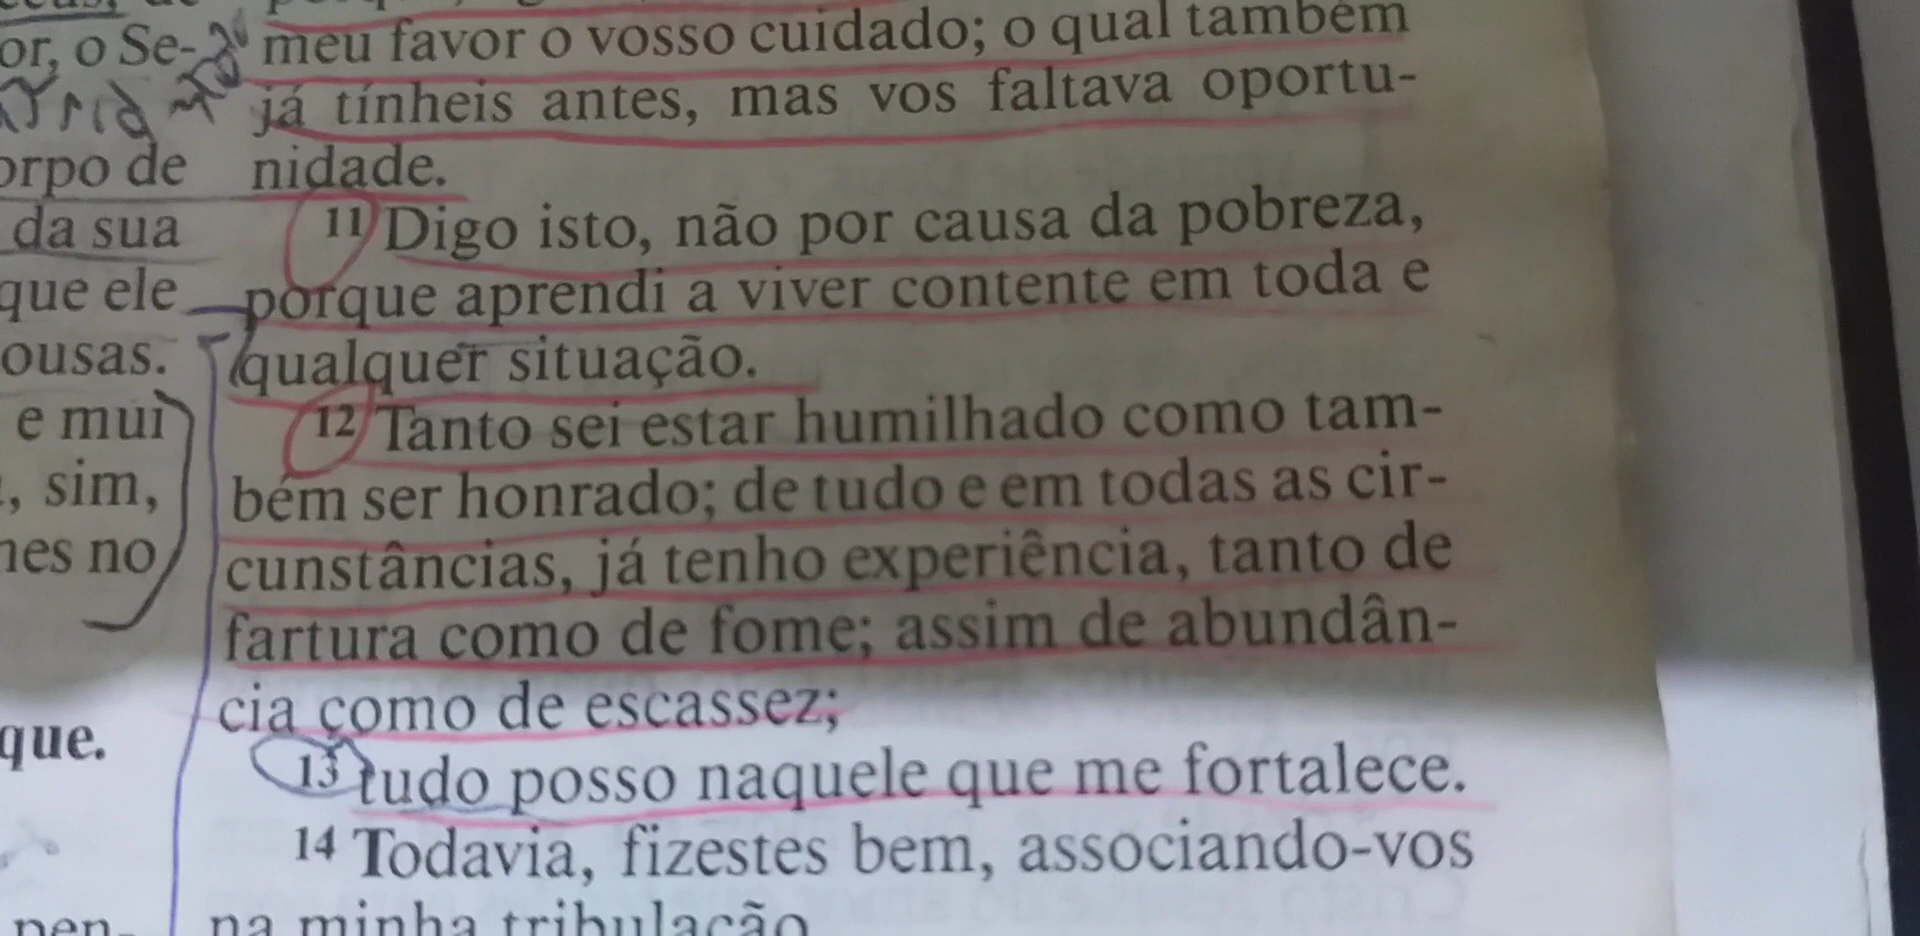 or, o Se-
orpo de
da sua
que ele
ousas.
e mui
, sim,
nes no
que.
pen-
meu favor o vosso cuidado; o qual também
já tínheis antes, mas vos faltava oportu-
nidade.
11 Digo isto, não por causa da pobreza,
porque aprendi a viver contente em toda e
qualquer situação.
12 Tanto sei estar humilhado como tam-
bém ser honrado; de tudo e em todas as cir-
cunstâncias, já tenho experiência, tanto de
fartura como de fome; assim de abundân-
cia como de escassez;
13 tudo posso naquele que me fortalece.
14 Todavia, fizestes bem, associando-vos
na minha tribulação